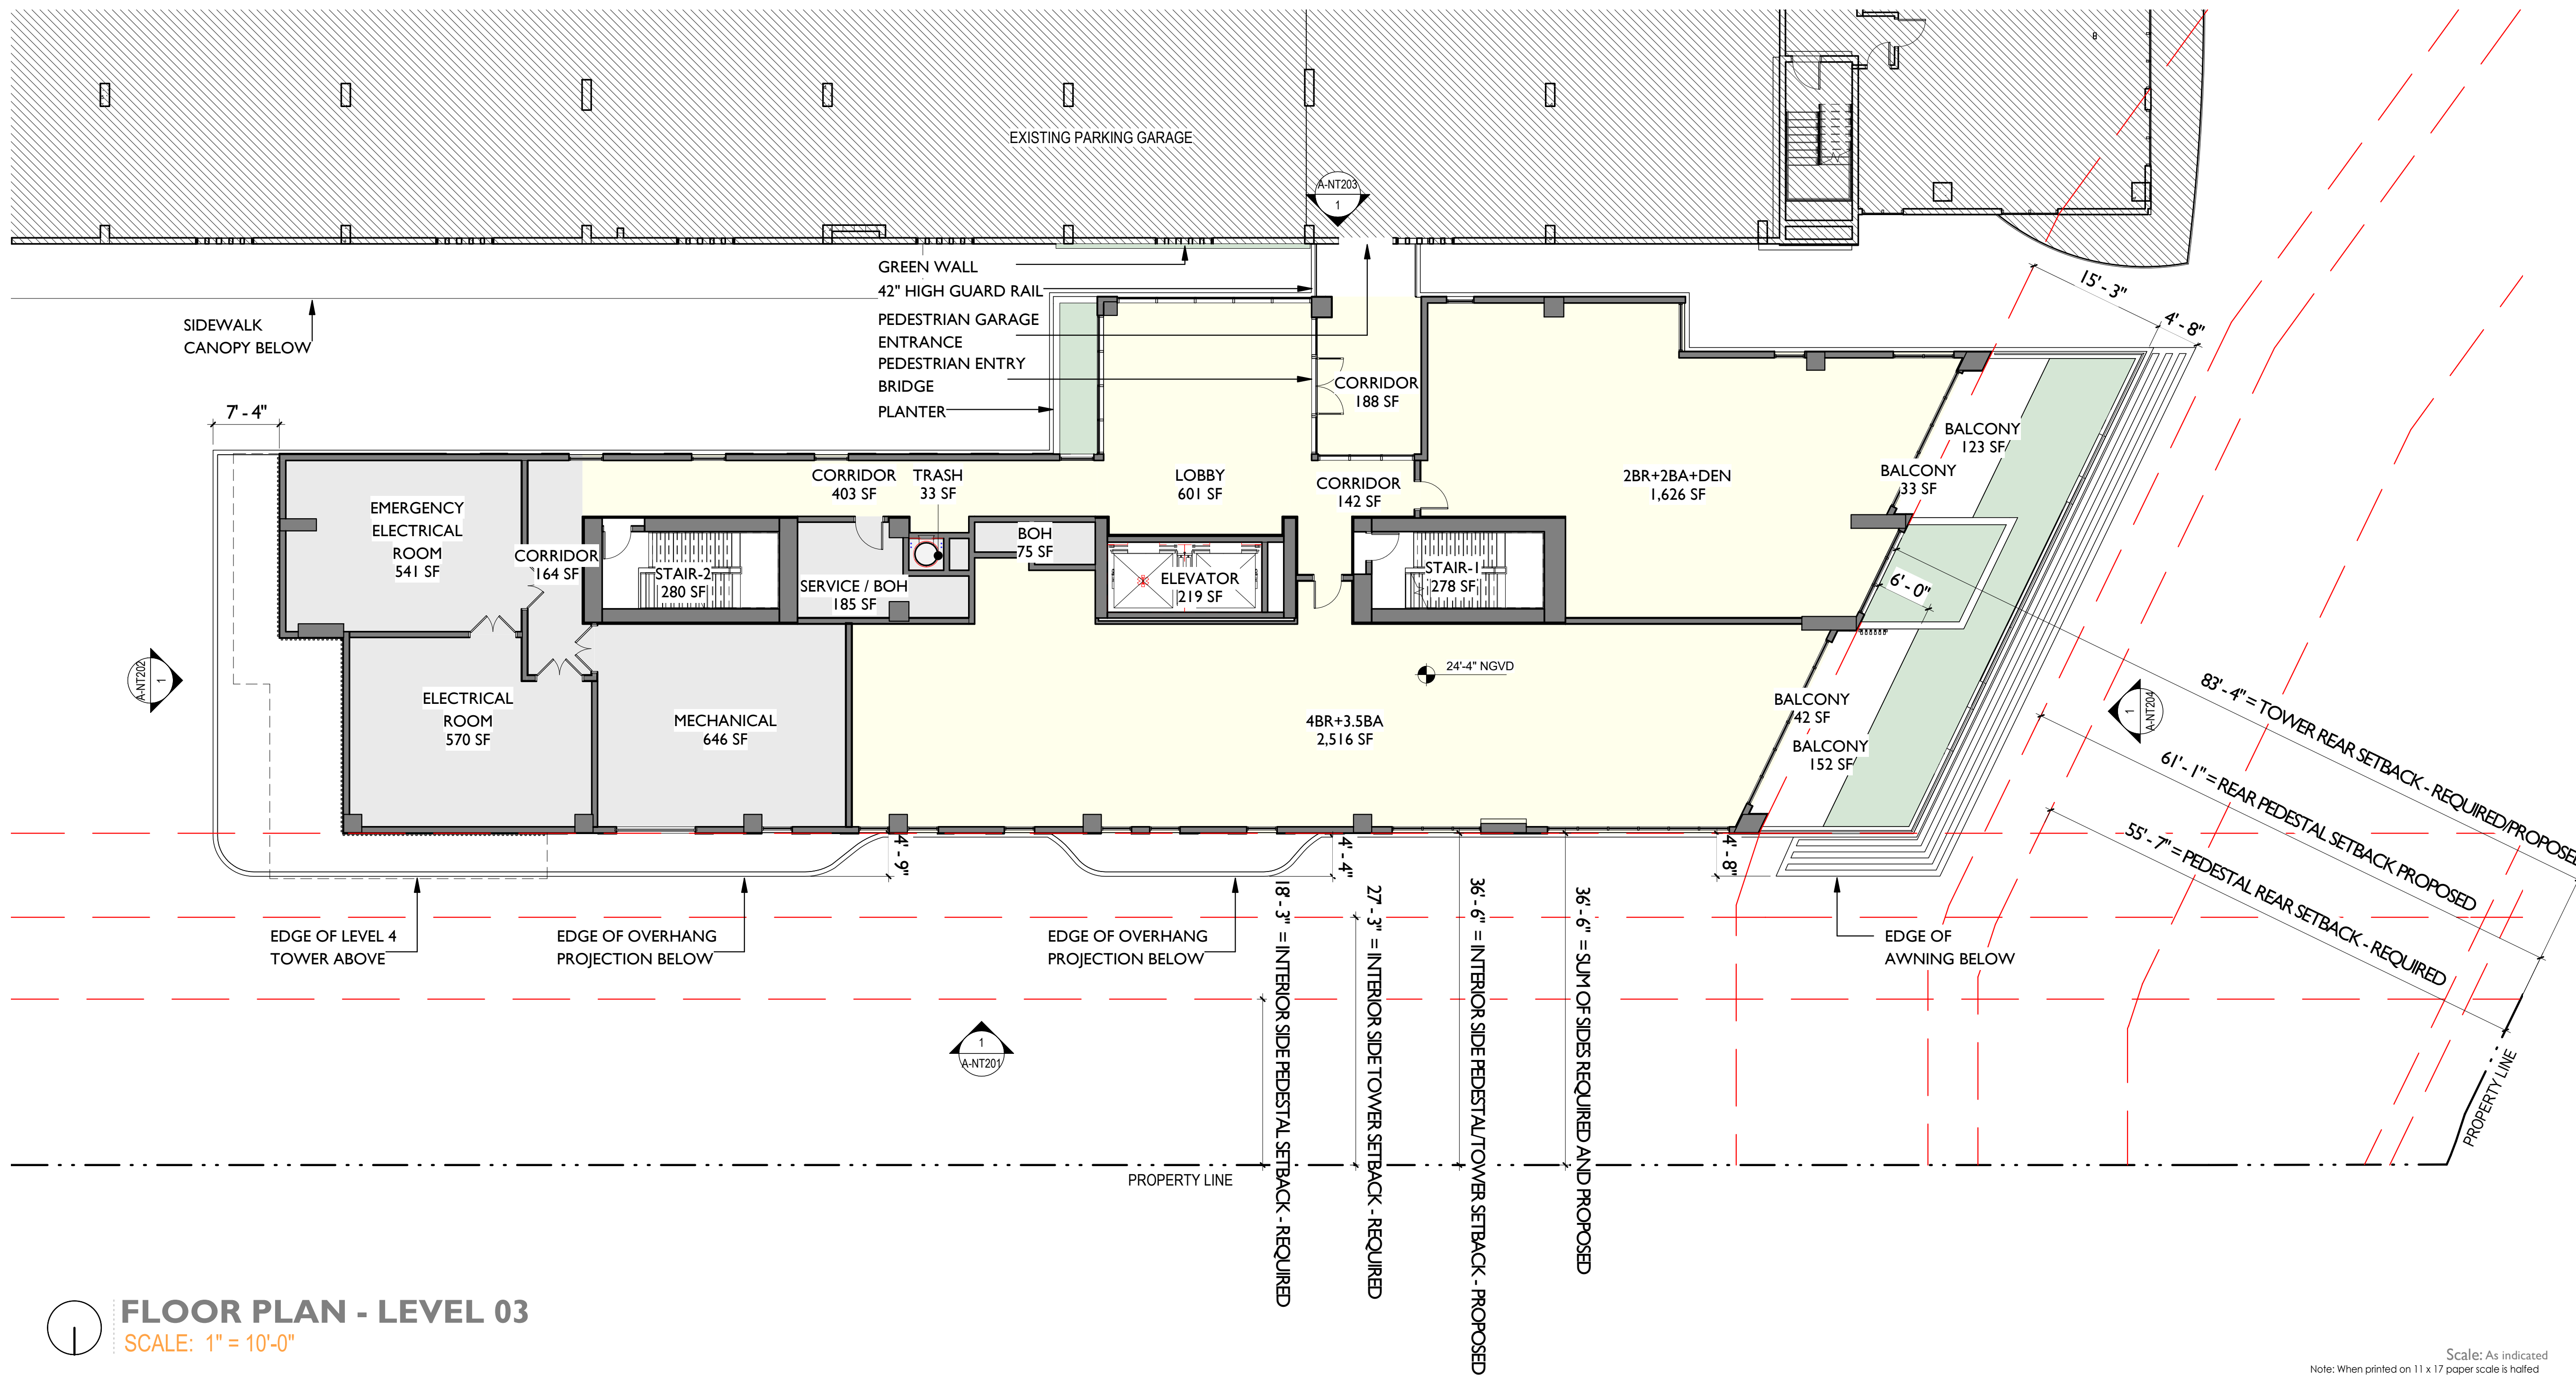 EXISTING PARKING GARAGE
A-NT203
1
GREEN WALL
42" HIGH GUARD RAIL
PEDESTRIAN GARAGE
ENTRANCE
PEDESTRIAN ENTRY
BRIDGE
PLANTER
SIDEWALK
CANOPY BELOW
15' - 3"
4' - 8"
7' - 4"
CORRIDOR
188 SF
BALCONY
123 SF
BALCONY
33 SF
EMERGENCY
ELECTRICAL
ROOM
541 SF
CORRIDOR
403 SF
TRASH
33 SF
LOBBY
601 SF
CORRIDOR
142 SF
2BR+2BA+DEN
1,626 SF
CORRIDOR
164 SF
STAIR-2
280 SF
SERVICE / BOH
185 SF
BOH
75 SF
ELEVATOR
219 SF
STAIR-1
278 SF
6' - 0"
A-NT202
1
24'-4" NGVD
ELECTRICAL
ROOM
570 SF
MECHANICAL
646 SF
4BR+3.5BA
2,516 SF
BALCONY
42 SF
BALCONY
152 SF
1
A-NT204
83' - 4" = TOWER REAR SETBACK - REQUIRED/PROPOSED
61' - 1" = REAR PEDESTAL SETBACK PROPOSED
55' - 7" = PEDESTAL REAR SETBACK - REQUIRED
4' - 9"
4' - 4"
4' - 8"
18' - 3" = INTERIOR SIDE PEDESTAL SETBACK - REQUIRED
27' - 3" = INTERIOR SIDE TOWER SETBACK - REQUIRED
36' - 6" = INTERIOR SIDE PEDESTAL/TOWER SETBACK - PROPOSED
36' - 6" = SUM OF SIDES REQUIRED AND PROPOSED
EDGE OF LEVEL 4
TOWER ABOVE
EDGE OF OVERHANG
PROJECTION BELOW
EDGE OF OVERHANG
PROJECTION BELOW
EDGE OF
AWNING BELOW
1
A-NT201
PROPERTY LINE
PROPERTY LINE
FLOOR PLAN - LEVEL 03
SCALE: 1" = 10'-0"
Scale: As indicated
Note: When printed on 11 x 17 paper scale is halfed